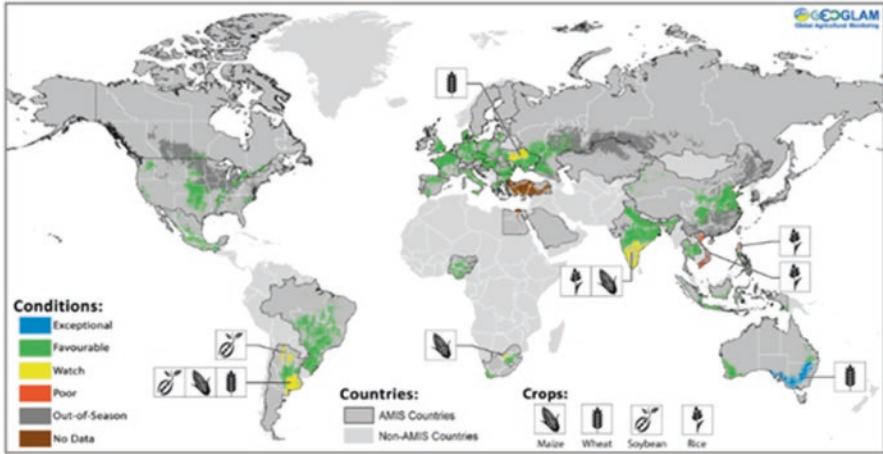 GEOGLAM
Global Agricultural Monitoring
Conditions:
Exceptional
Favourable
Watch
Poor
Out-of-Season
No Data
Countries:
AMIS Countries
Non-AMIS Countries
Crops:
Maize
Wheat
Soybean
Rice